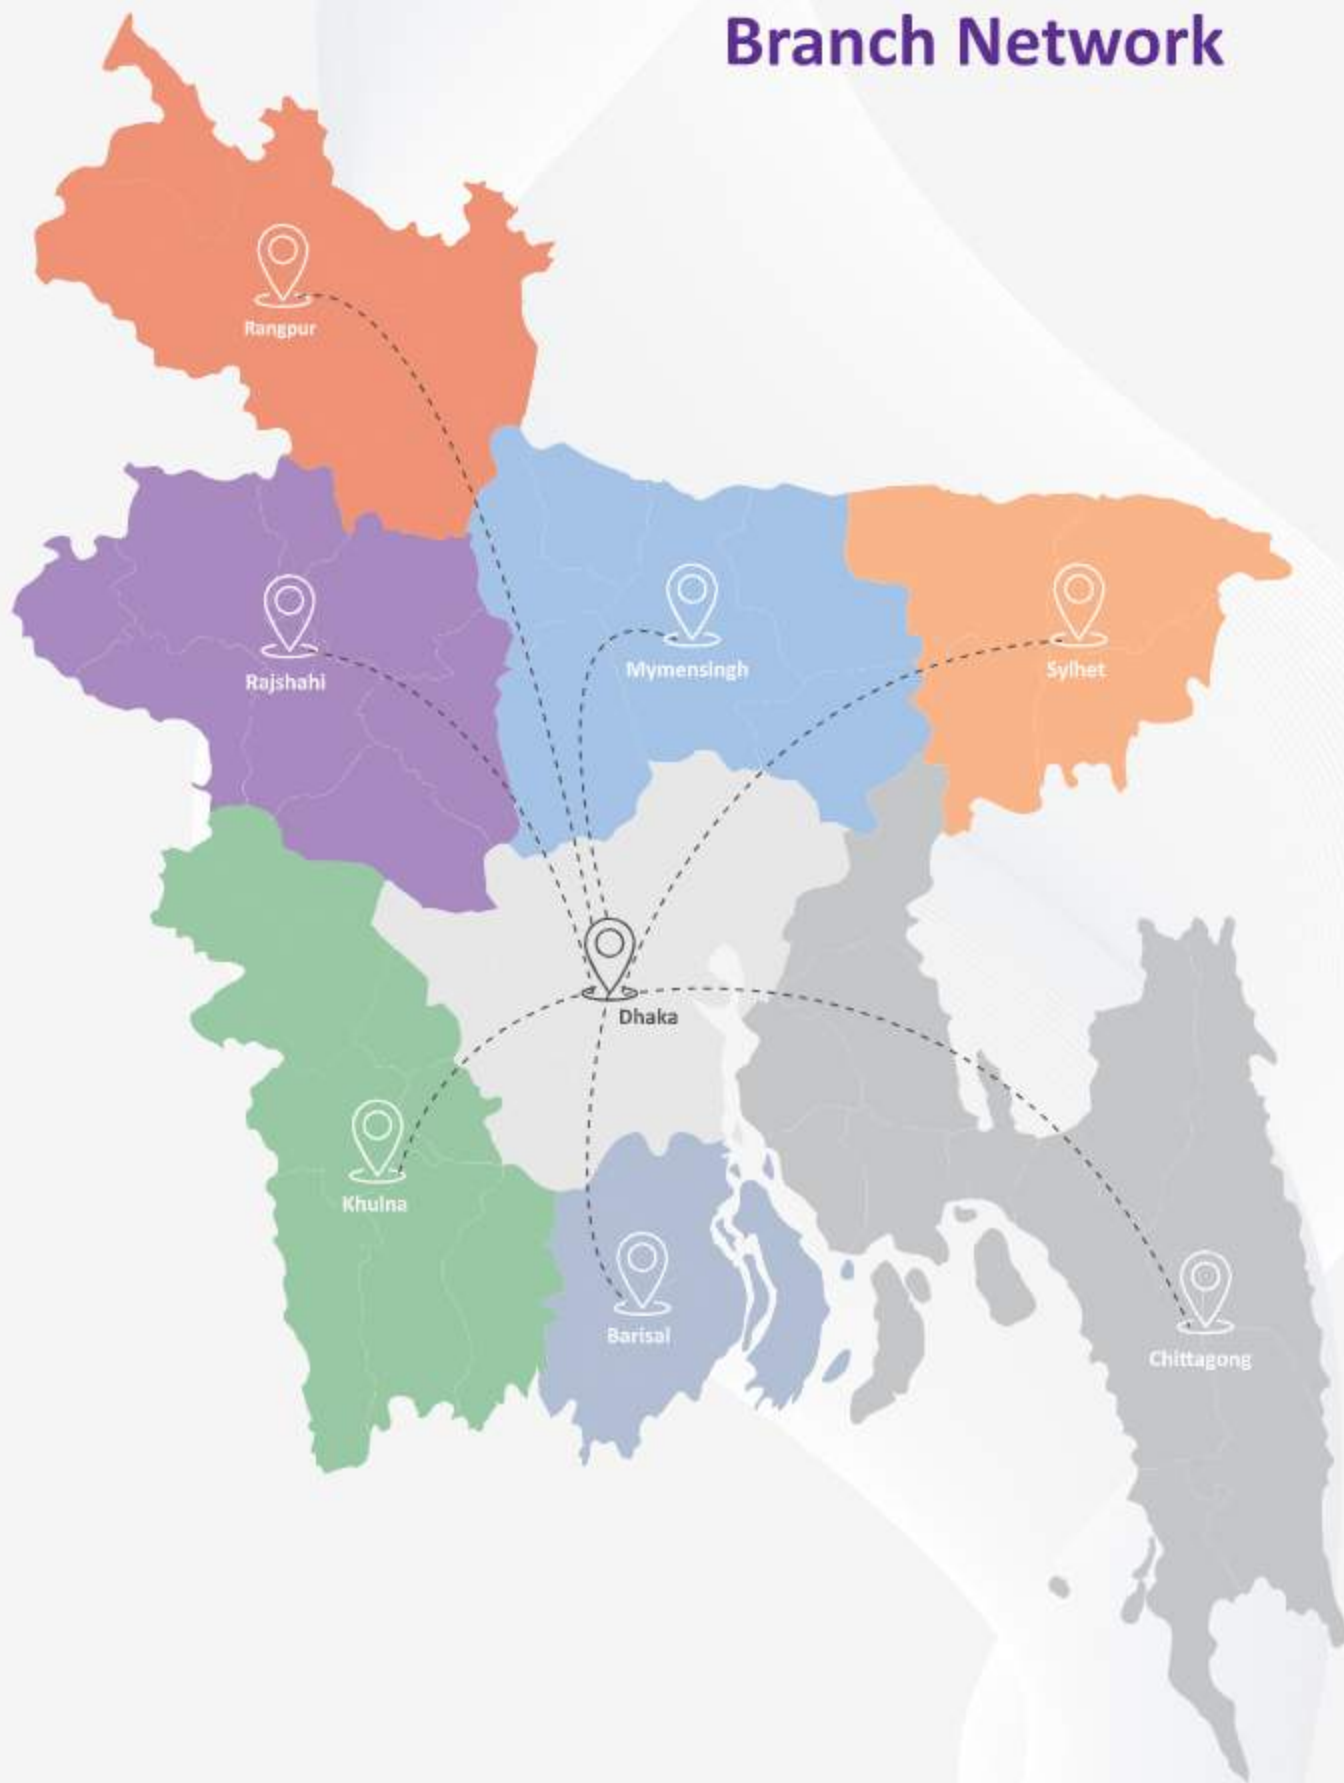 Branch Network
Rangpur
Mymensingh
Sylhet
Rajshahi
Dhaka
Khulna
Barisal
Chittagong